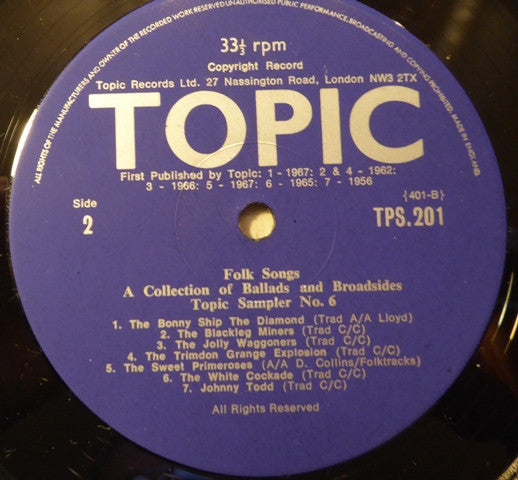 ALL RIGHTS OF THE MANUFACTURERS AND OWNER OF THE RECORDED WORK RESERVED UNAUTHORISED PUBLIC PERFORMANCE, BROADCASTING AND COPYING PROHIBITED. MADE IN ENGLAND.
33⅓ rpm
Copyright Record
Topic Records Ltd. 27 Nassington Road, London NW3 2TX
TOPIC
First Published by Topic: 1 - 1967: 2 & 4 - 1962:
3 - 1966: 5 - 1967: 6 - 1965: 7 - 1956
Side
2
{401-B}
TPS.201
Folk Songs
A Collection of Ballads and Broadsides
Topic Sampler No. 6
1. The Bonny Ship The Diamond (Trad A/A Lloyd)
2. The Blackleg Miners (Trad C/C)
3. The Jolly Waggoners (Trad C/C)
4. The Trimdon Grange Explosion (Trad C/C)
5. The Sweet Primeroses (A/A D. Collins/Folktracks)
6. The White Cockade (Trad C/C)
7. Johnny Todd (Trad C/C)
All Rights Reserved